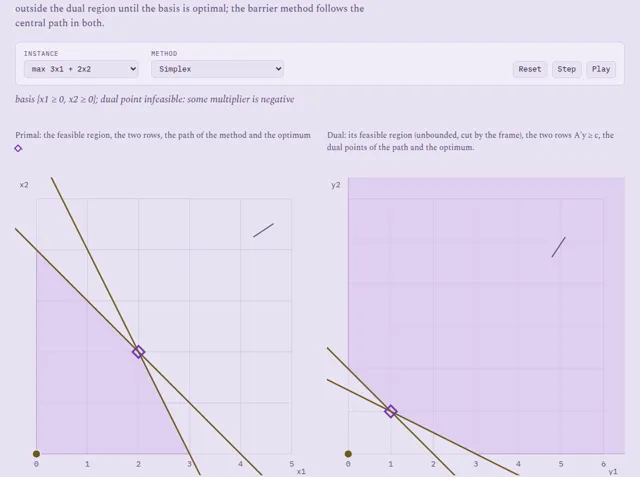 outside the dual region until the basis is optimal; the barrier method follows the
central path in both.
INSTANCE
METHOD
max 3x1 + 2x2
Simplex
Reset
Step
Play
basis {x1 ≥ 0, x2 ≥ 0}; dual point infeasible: some multiplier is negative
Primal: the feasible region, the two rows, the path of the method and the optimum
Dual: its feasible region (unbounded, cut by the frame), the two rows A'y ≥ c, the
dual points of the path and the optimum.
x2
0 1 2 3 4 5
x1
y2
0 1 2 3 4 5 6
y1